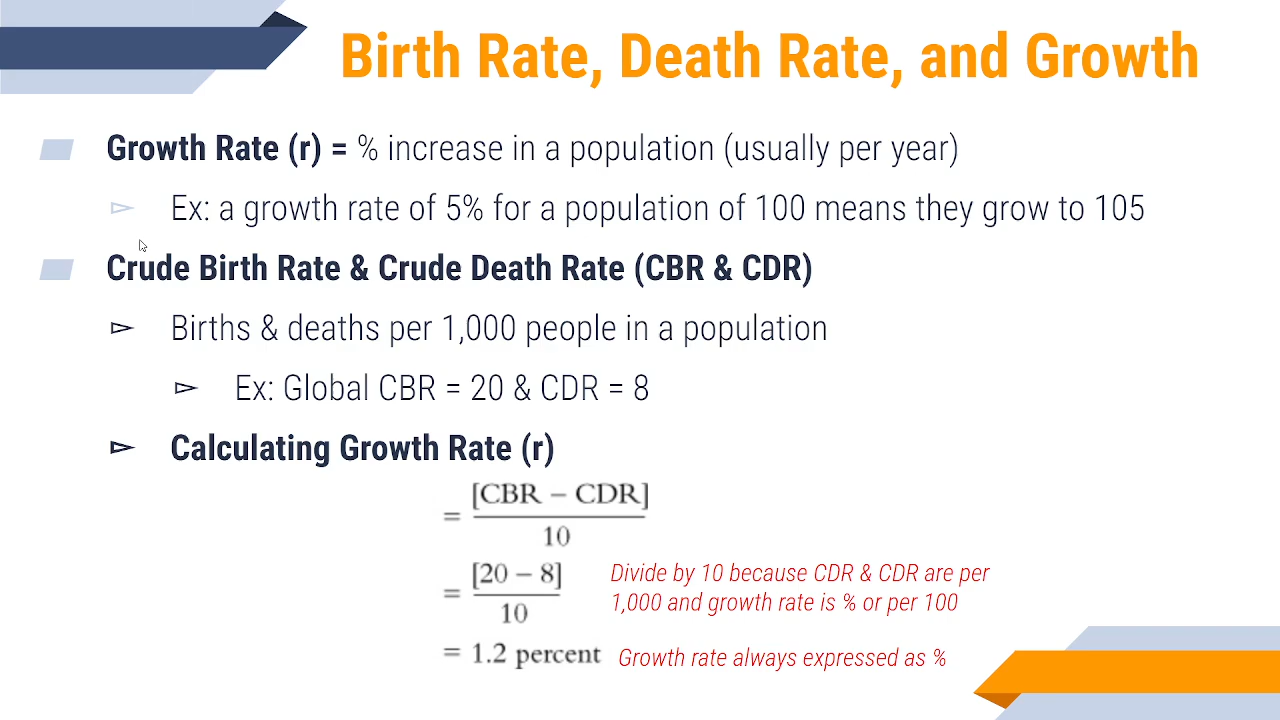 Birth Rate, Death Rate, and Growth
Growth Rate (r) = % increase in a population (usually per year)
Ex: a growth rate of 5% for a population of 100 means they grow to 105
Crude Birth Rate & Crude Death Rate (CBR & CDR)
Births & deaths per 1,000 people in a population
Ex: Global CBR = 20 & CDR = 8
Calculating Growth Rate (r)
= [CBR − CDR]
10
= [20 − 8]
10
Divide by 10 because CDR & CDR are per
1,000 and growth rate is % or per 100
= 1.2 percent
Growth rate always expressed as %